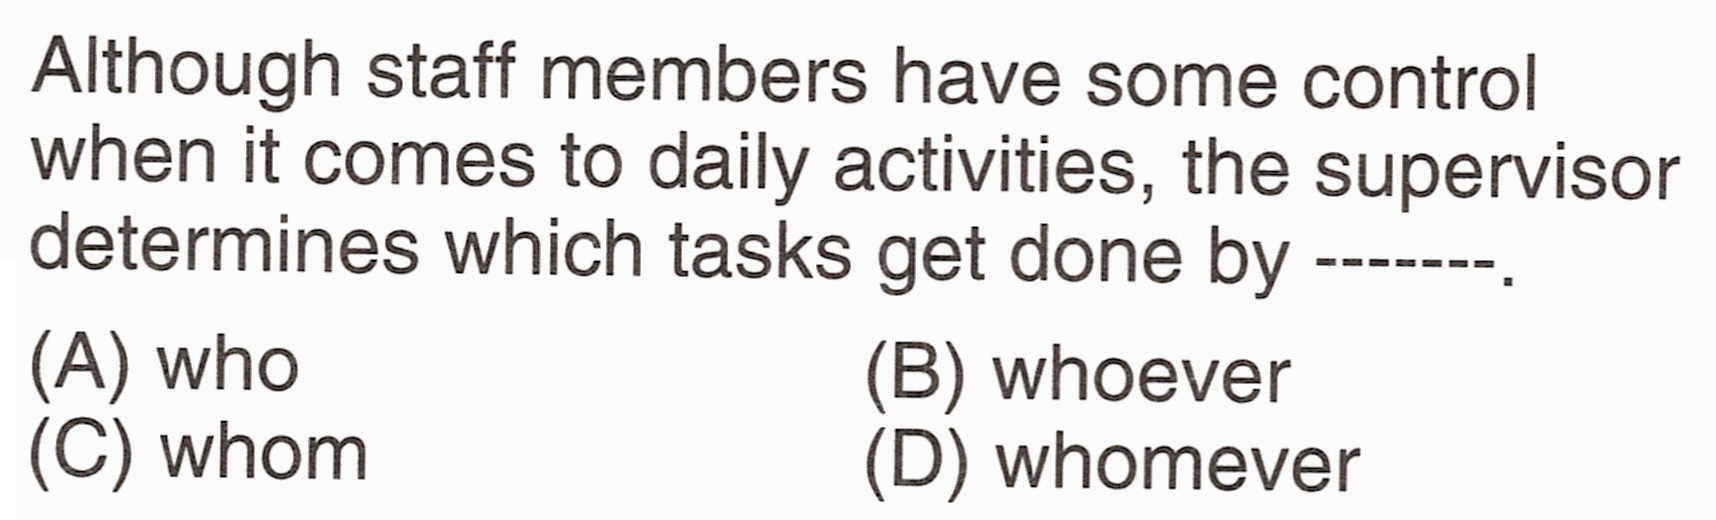 Although staff members have some control
when it comes to daily activities, the supervisor
determines which tasks get done by -------.
(A) who (B) whoever
(C) whom (D) whomever